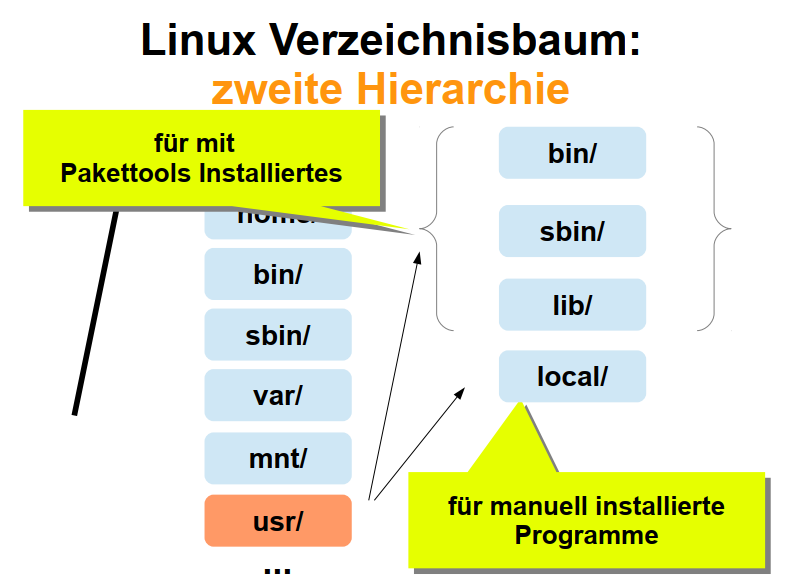 Linux Verzeichnisbaum:
zweite Hierarchie
für mit
Pakettools Installiertes
home/
bin/
sbin/
var/
mnt/
usr/
...
bin/
sbin/
lib/
local/
für manuell installierte
Programme